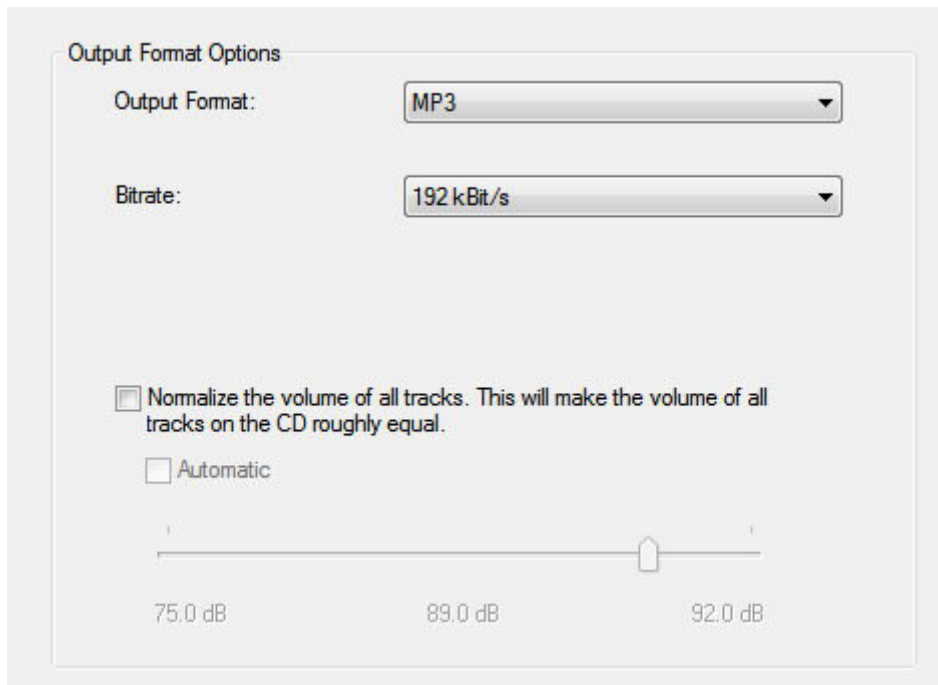 Output Format Options
Output Format: MP3
Bitrate: 192 kBit/s
Normalize the volume of all tracks. This will make the volume of all
tracks on the CD roughly equal.
Automatic
75.0 dB 89.0 dB 92.0 dB